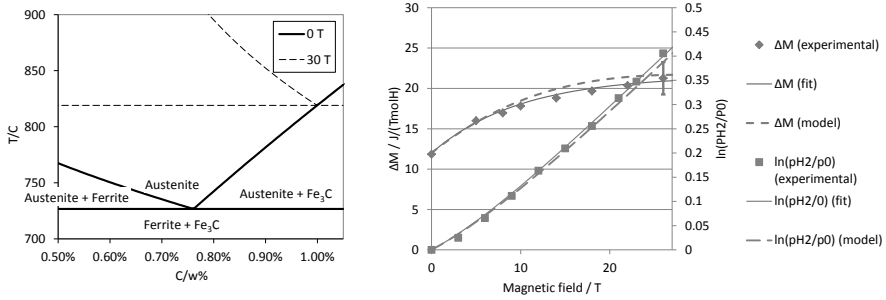 900
850
800
750
700
T/C
0.50%
0.60%
0.70%
0.80%
0.90%
1.00%
C/w%
0 T
30 T
Austenite
Austenite + Ferrite
Austenite + Fe₃C
Ferrite + Fe₃C
30
25
20
15
10
5
0
ΔM / J/(TmolH)
0
10
20
Magnetic field / T
0.5
0.45
0.4
0.35
0.3
0.25
0.2
0.15
0.1
0.05
0
ln(PH2/P0)
ΔM (experimental)
ΔM (fit)
ΔM (model)
ln(pH2/p0)
(experimental)
ln(pH2/0) (fit)
ln(pH2/p0) (model)